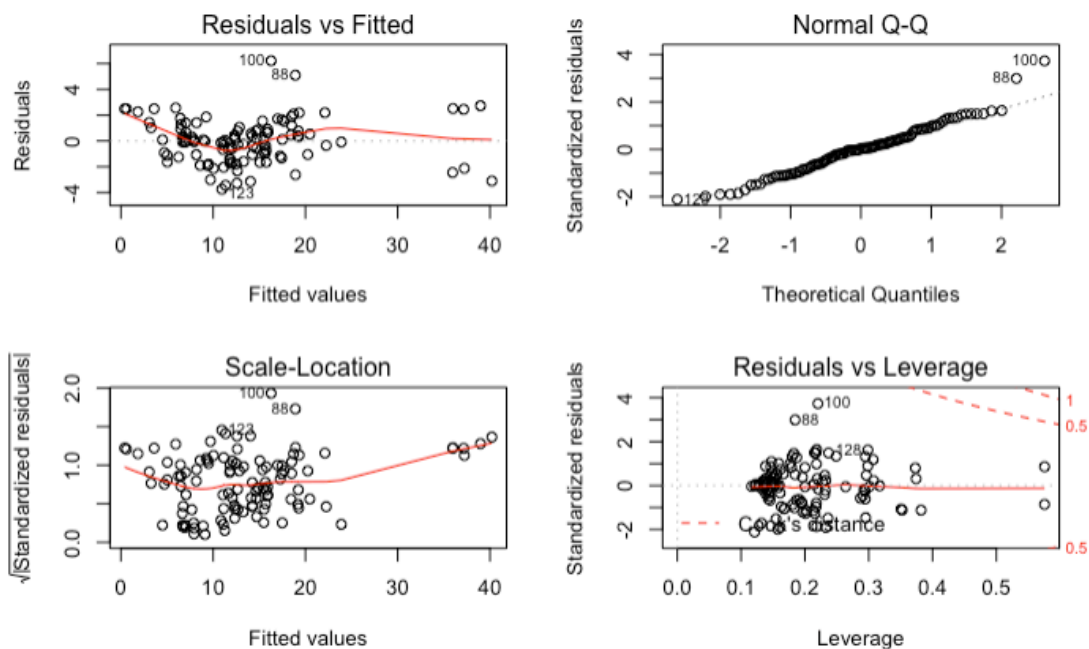 Residuals vs Fitted
Residuals
4
0
-4
100
88
123
0 10 20 30 40
Fitted values
Normal Q-Q
Standardized residuals
4
2
0
-2
100
88
-2 -1 0 1 2
Theoretical Quantiles
Scale-Location
√|Standardized residuals|
2.0
1.0
0.0
100
88
123
0 10 20 30 40
Fitted values
Residuals vs Leverage
Standardized residuals
4
2
0
-2
100
88
128
Cook's distance
1
0.5
0.5
0.0 0.1 0.2 0.3 0.4 0.5
Leverage